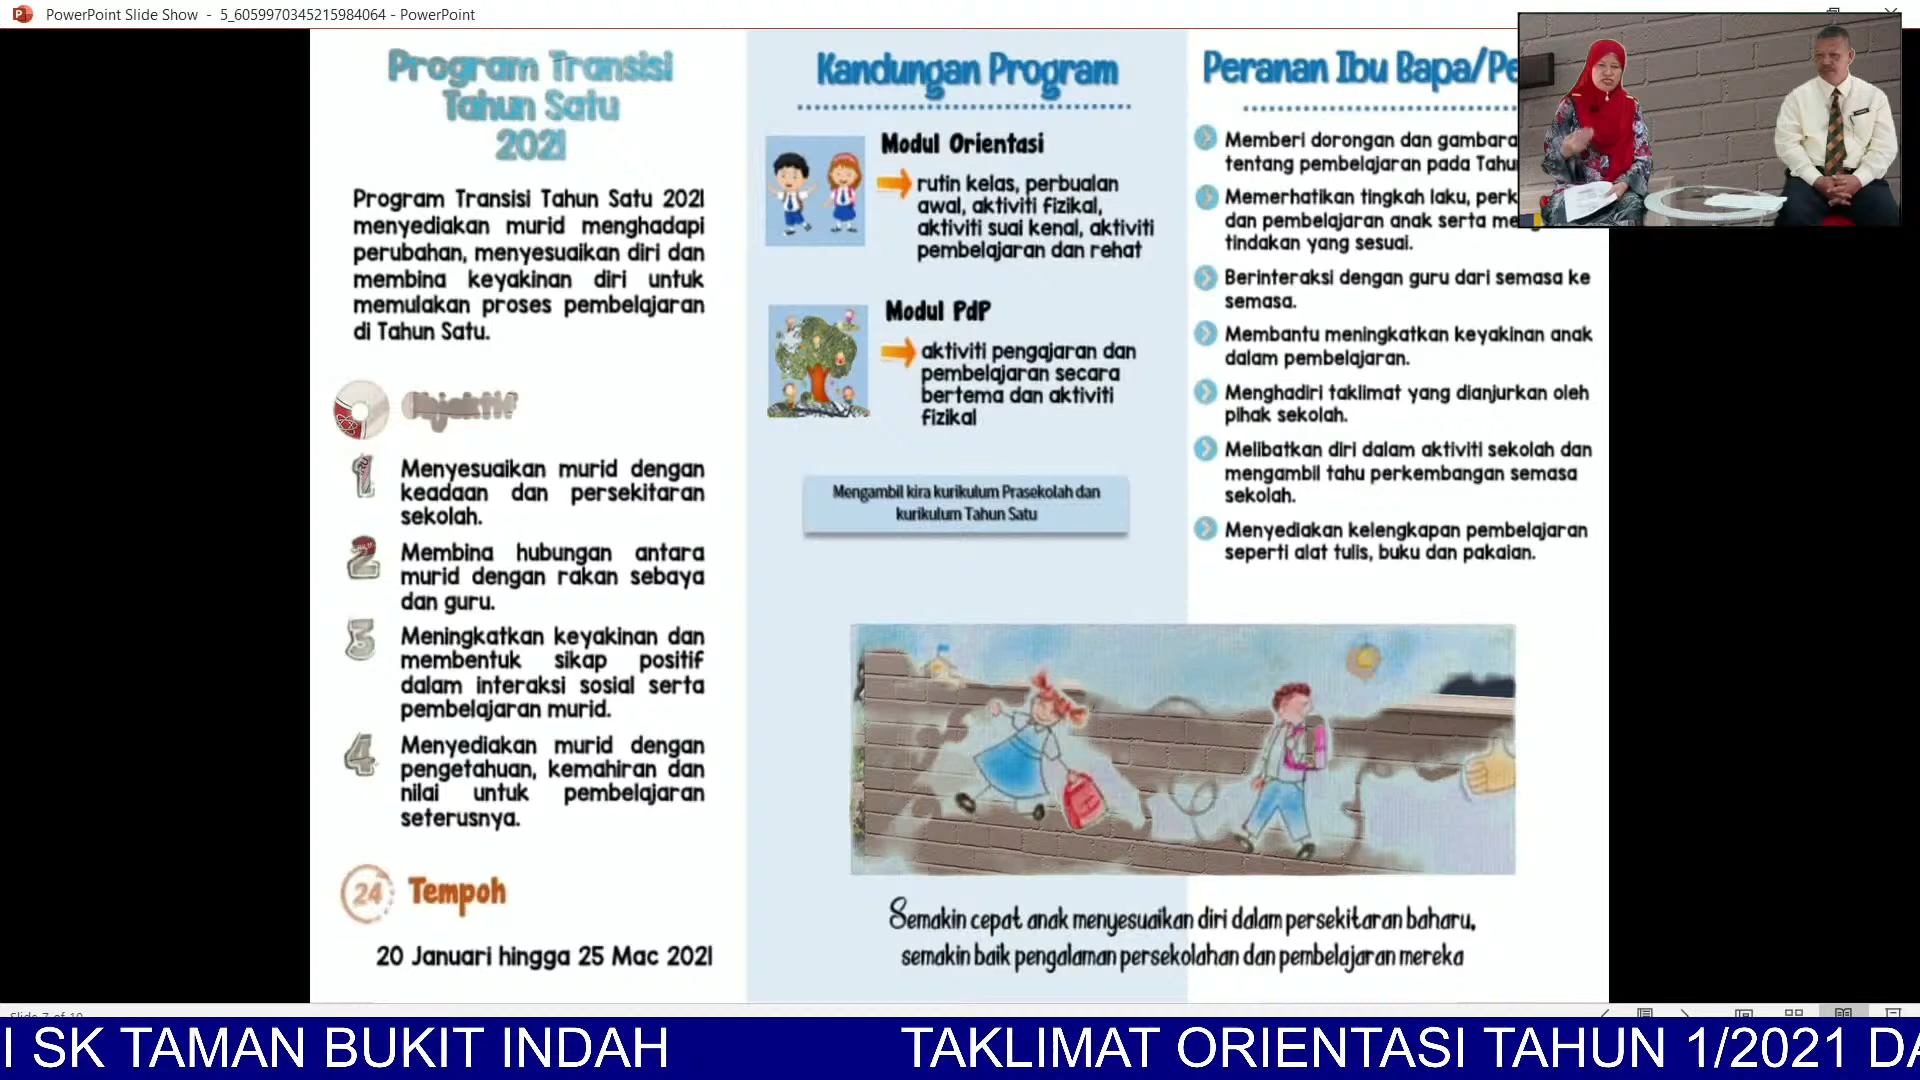 PowerPoint Slide Show - 5_6059970345215984064 - PowerPoint
Program Transisi
Tahun Satu
2021
Program Transisi Tahun Satu 2021
menyediakan murid menghadapi
perubahan, menyesuaikan diri dan
membina keyakinan diri untuk
memulakan proses pembelajaran
di Tahun Satu.
1
Menyesuaikan murid dengan
keadaan dan persekitaran
sekolah.
2
Membina hubungan antara
murid dengan rakan sebaya
dan guru.
3
Meningkatkan keyakinan dan
membentuk sikap positif
dalam interaksi sosial serta
pembelajaran murid.
4
Menyediakan murid dengan
pengetahuan, kemahiran dan
nilai untuk pembelajaran
seterusnya.
24 Tempoh
20 Januari hingga 25 Mac 2021
Kandungan Program
Modul Orientasi
rutin kelas, perbualan
awal, aktiviti fizikal,
aktiviti suai kenal, aktiviti
pembelajaran dan rehat
Modul PdP
aktiviti pengajaran dan
pembelajaran secara
bertema dan aktiviti
fizikal
Mengambil kira kurikulum Prasekolah dan
kurikulum Tahun Satu
Peranan Ibu Bapa/Pe
Memberi dorongan dan gambara
tentang pembelajaran pada Tahu
Memerhatikan tingkah laku, perk
dan pembelajaran anak serta me
tindakan yang sesuai.
Berinteraksi dengan guru dari semasa ke
semasa.
Membantu meningkatkan keyakinan anak
dalam pembelajaran.
Menghadiri taklimat yang dianjurkan oleh
pihak sekolah.
Melibatkan diri dalam aktiviti sekolah dan
mengambil tahu perkembangan semasa
sekolah.
Menyediakan kelengkapan pembelajaran
seperti alat tulis, buku dan pakaian.
Semakin cepat anak menyesuaikan diri dalam persekitaran baharu,
semakin baik pengalaman persekolahan dan pembelajaran mereka
I SK TAMAN BUKIT INDAH TAKLIMAT ORIENTASI TAHUN 1/2021 DA